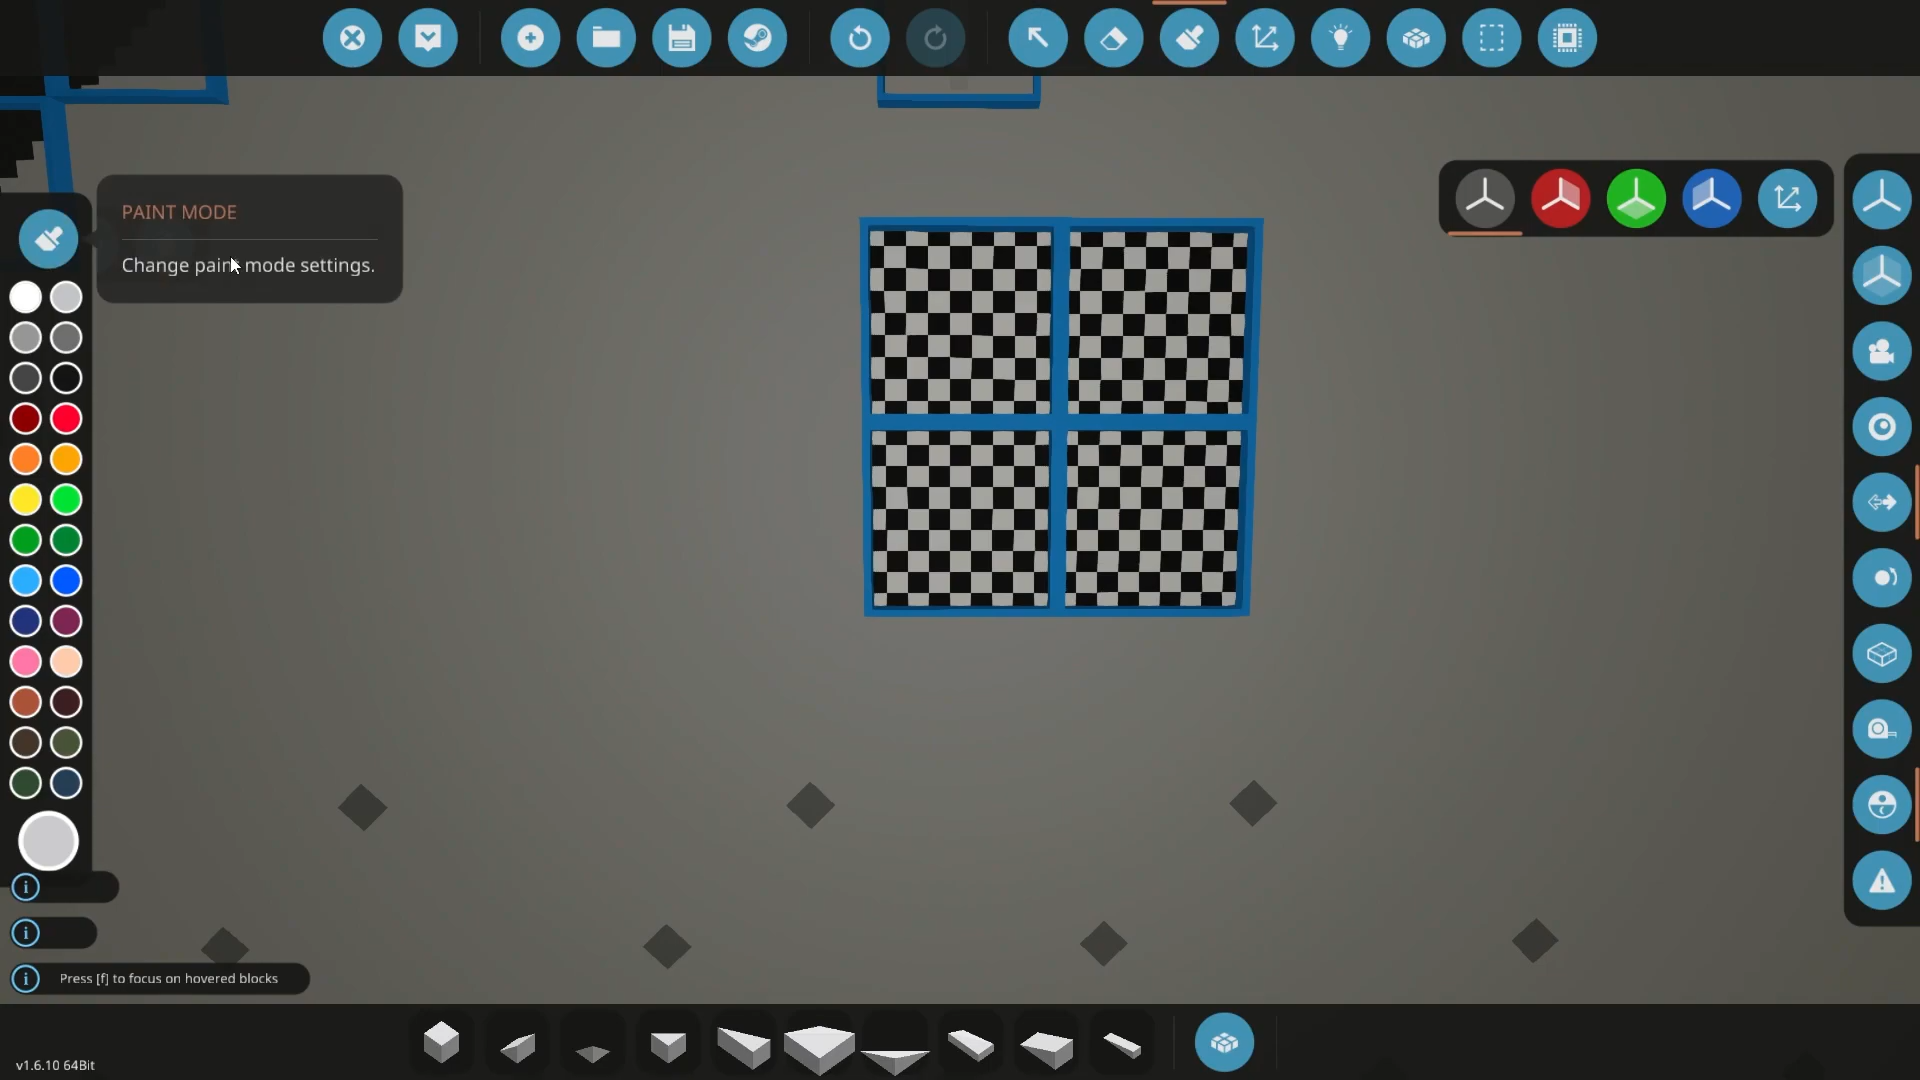 PAINT MODE
Change paint mode settings.
Press [f] to focus on hovered blocks
v1.6.10 64Bit